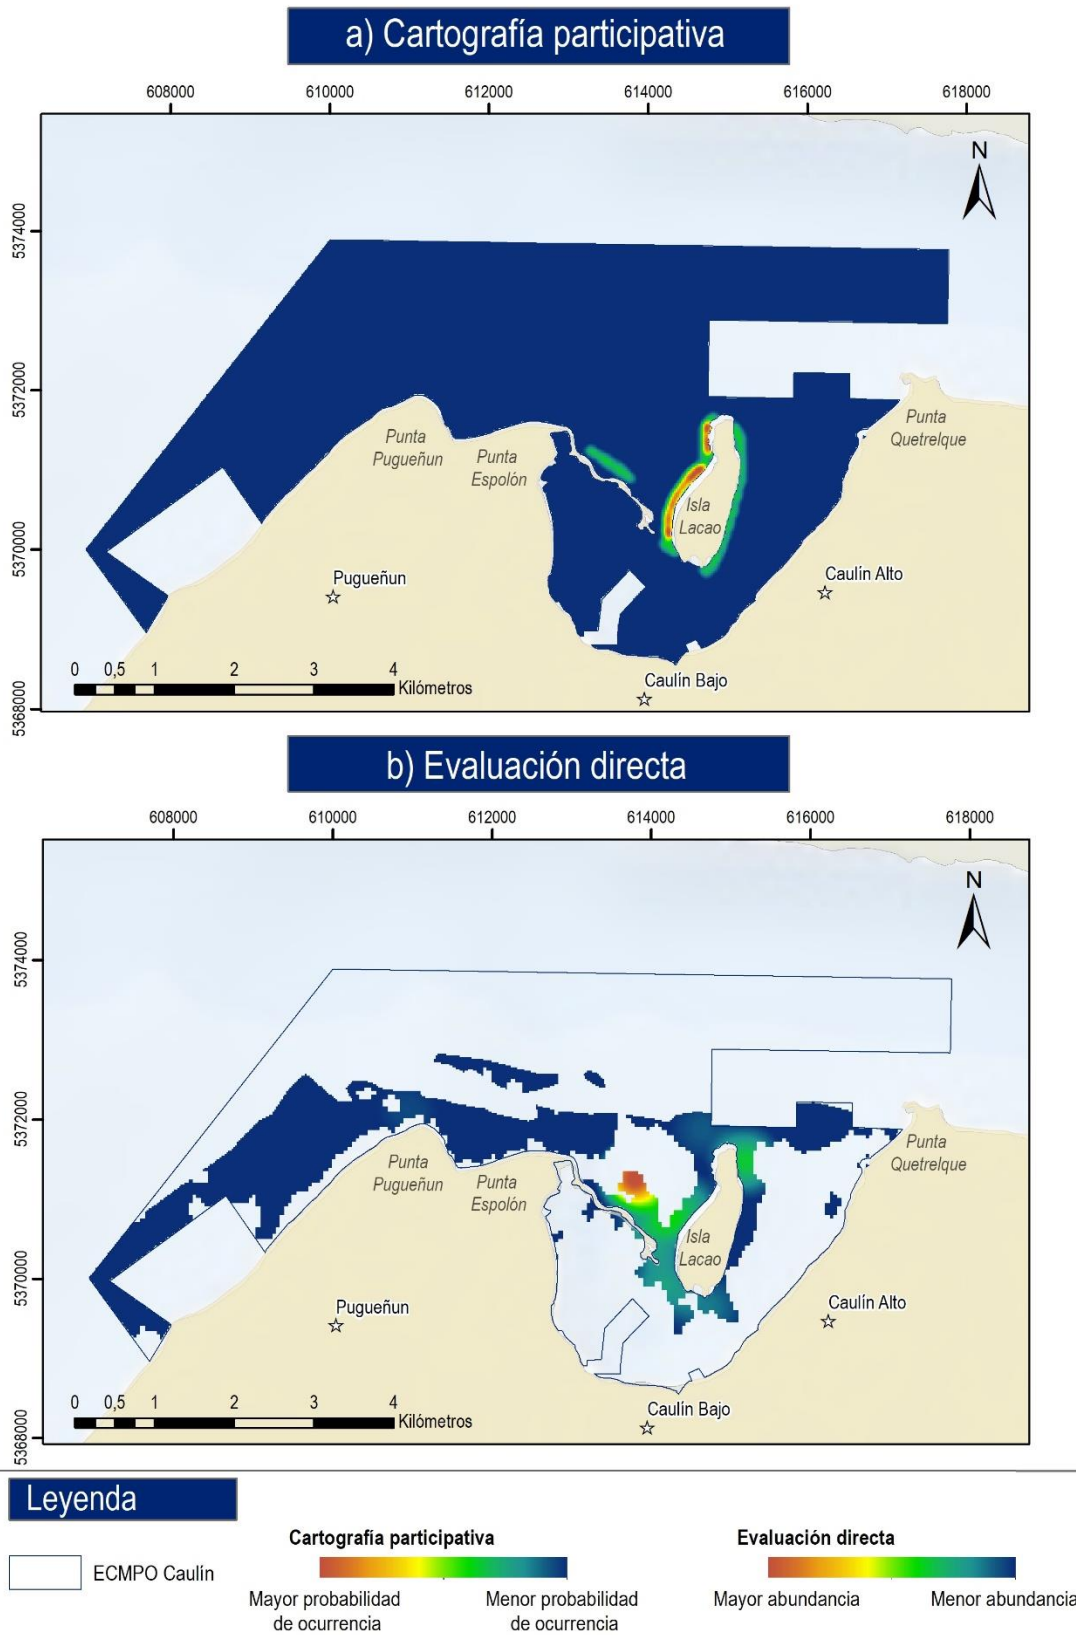 a) Cartografía participativa
608000 610000 612000 614000 616000 618000
N
5374000
5372000
5370000
5368000
Punta
Pugueñun
Punta
Espolón
Punta
Quetrelque
Isla
Lacao
Pugueñun
Caulín Alto
Caulín Bajo
0 0,5 1 2 3 4
Kilómetros
b) Evaluación directa
608000 610000 612000 614000 616000 618000
N
5374000
5372000
5370000
5368000
Punta
Pugueñun
Punta
Espolón
Punta
Quetrelque
Isla
Lacao
Pugueñun
Caulín Alto
Caulín Bajo
0 0,5 1 2 3 4
Kilómetros
Leyenda
ECMPO Caulín
Cartografía participativa
Mayor probabilidad
de ocurrencia
Menor probabilidad
de ocurrencia
Evaluación directa
Mayor abundancia
Menor abundancia